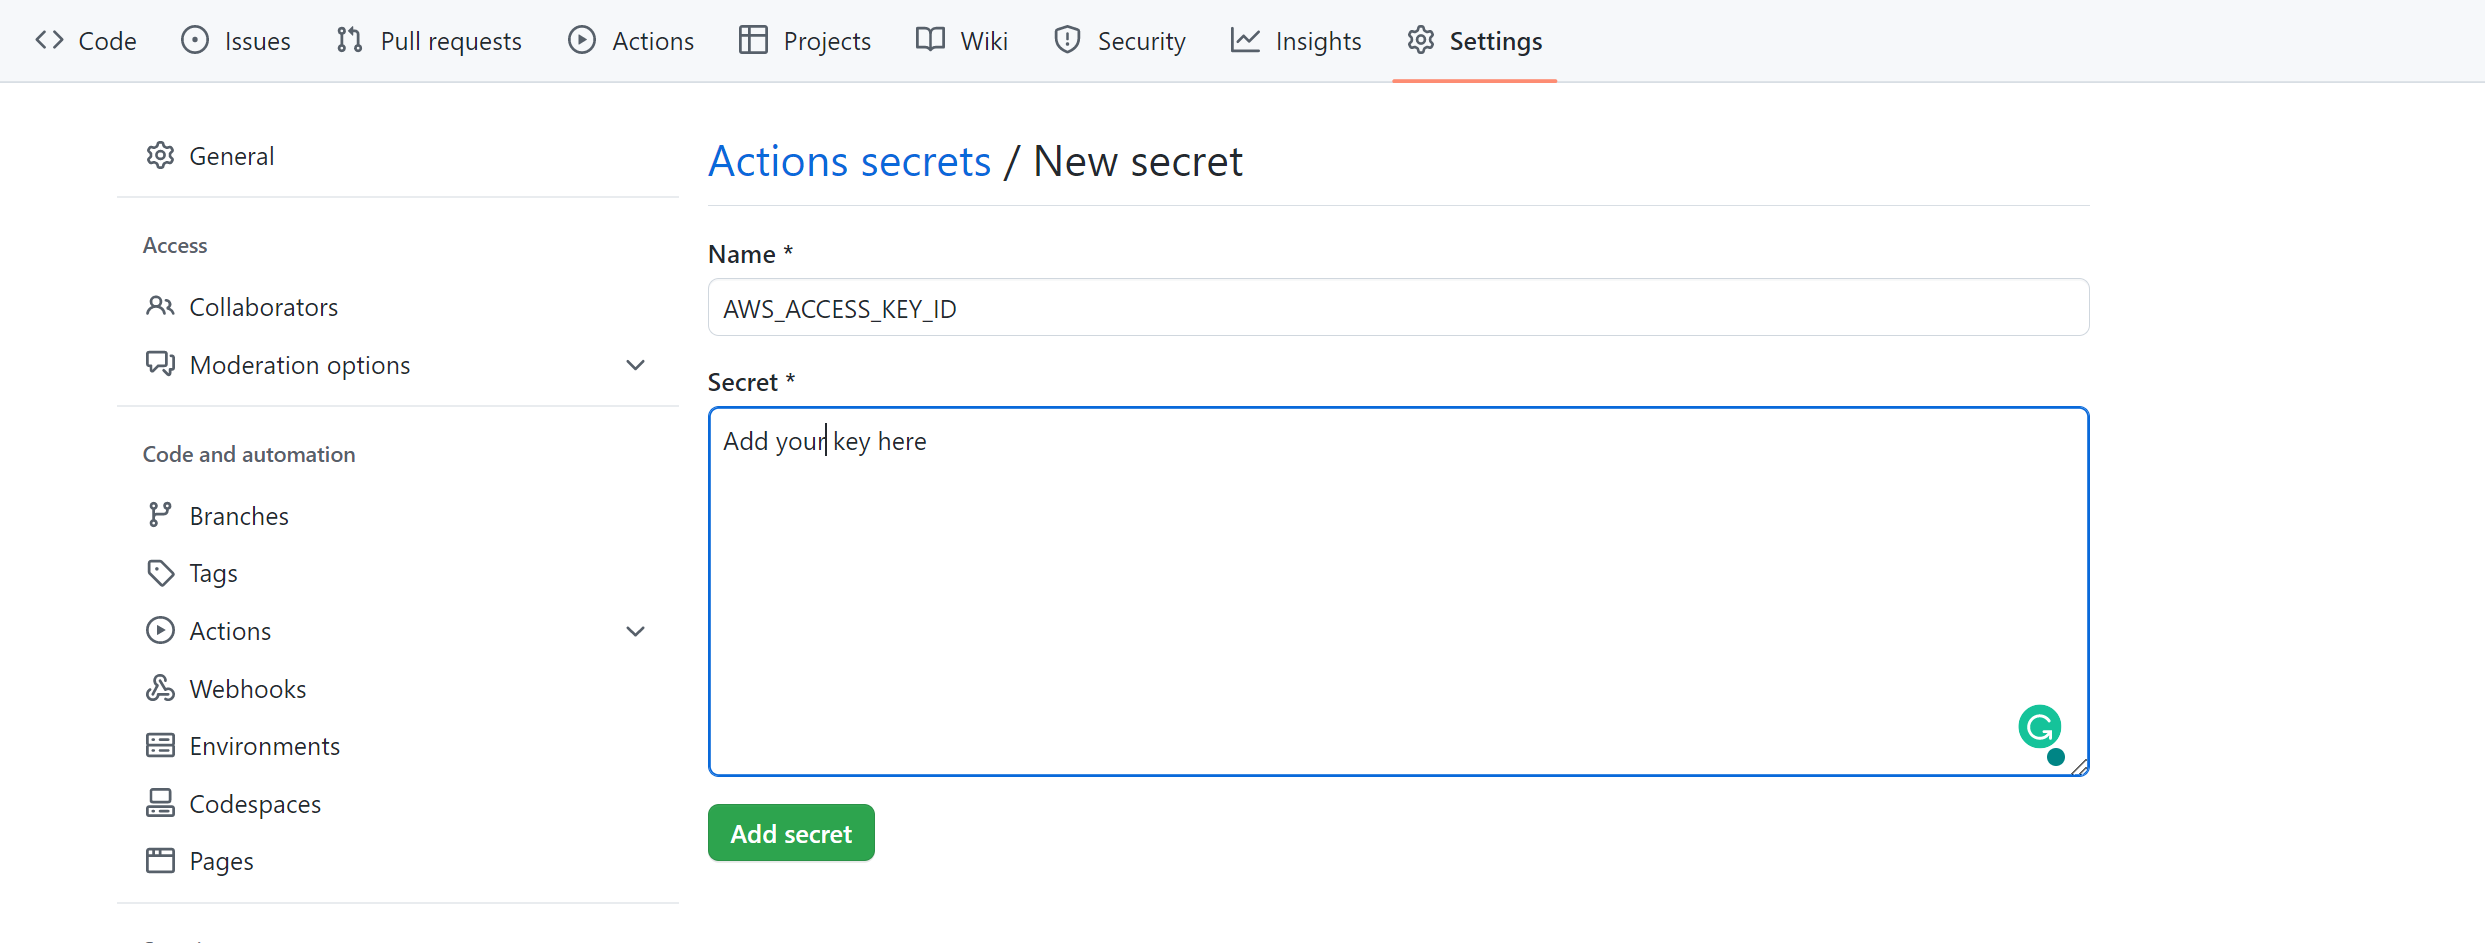 Code Issues Pull requests Actions Projects Wiki Security Insights Settings
General
Access
Collaborators
Moderation options
Code and automation
Branches
Tags
Actions
Webhooks
Environments
Codespaces
Pages
Actions secrets / New secret
Name *
AWS_ACCESS_KEY_ID
Secret *
Add your key here
Add secret